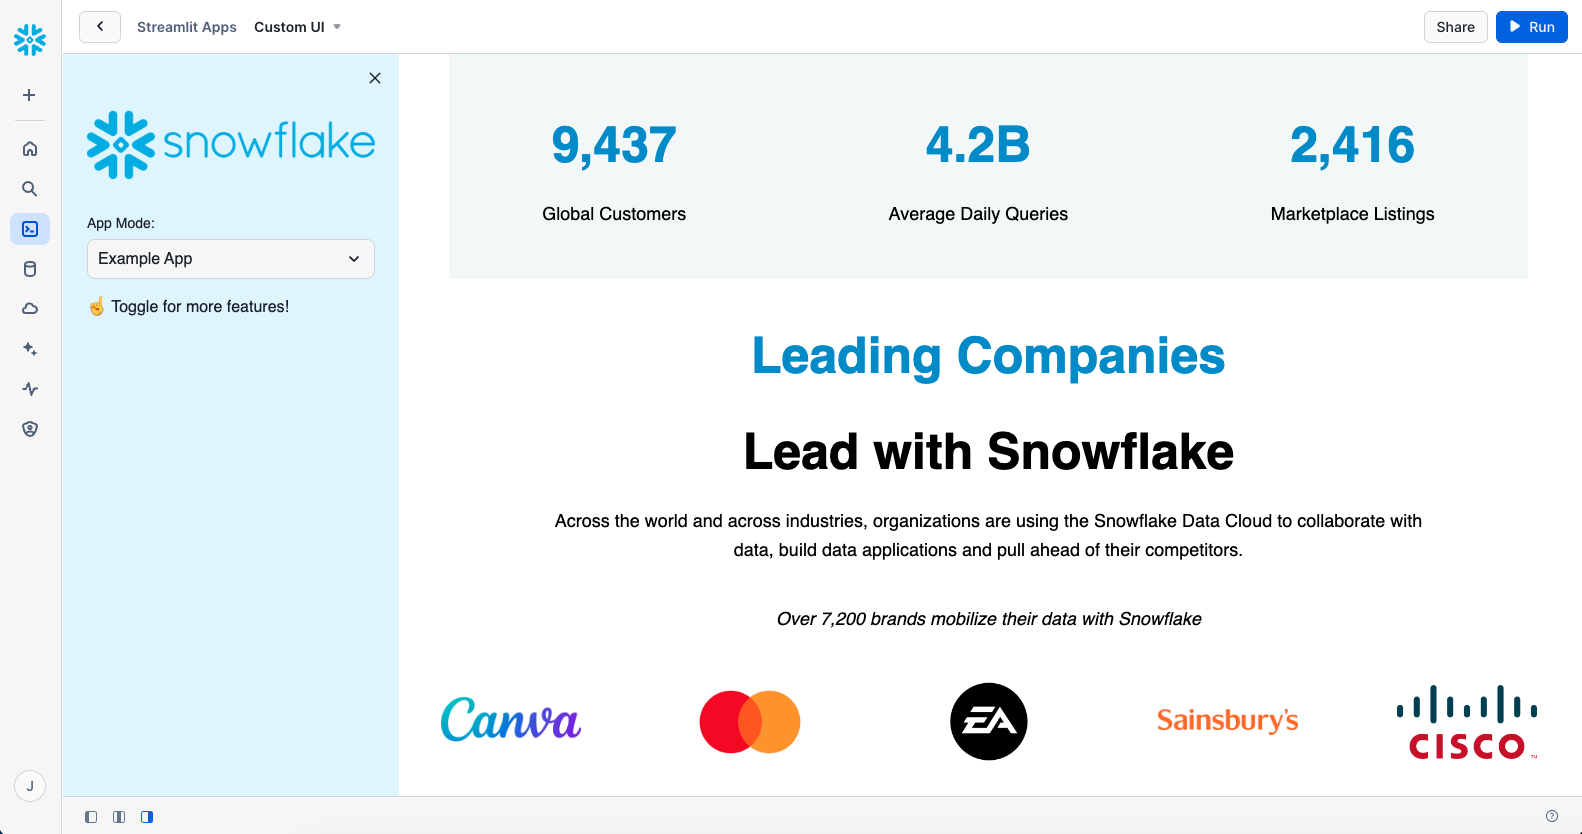 Streamlit Apps Custom UI
Share Run
snowflake
App Mode:
Example App
☝ Toggle for more features!
J
9,437 4.2B 2,416
Global Customers Average Daily Queries Marketplace Listings
Leading Companies
Lead with Snowflake
Across the world and across industries, organizations are using the Snowflake Data Cloud to collaborate with
data, build data applications and pull ahead of their competitors.
Over 7,200 brands mobilize their data with Snowflake
Canva EA Sainsbury's CISCO ™